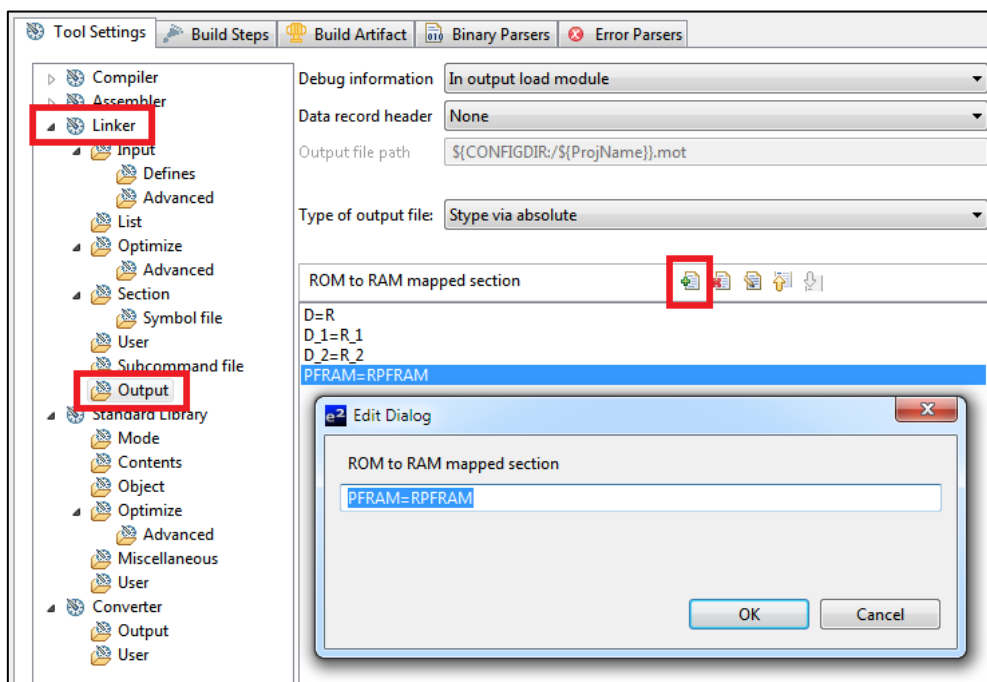 Tool Settings Build Steps Build Artifact Binary Parsers Error Parsers
Compiler
Assembler
Linker
Input
Defines
Advanced
List
Optimize
Advanced
Section
Symbol file
User
Subcommand file
Output
Standard Library
Mode
Contents
Object
Optimize
Advanced
Miscellaneous
User
Converter
Output
User
Debug information In output load module
Data record header None
Output file path ${CONFIGDIR:/${ProjName}}.mot
Type of output file: Stype via absolute
ROM to RAM mapped section
D=R
D_1=R_1
D_2=R_2
PFRAM=RPFRAM
e2 Edit Dialog
ROM to RAM mapped section
PFRAM=RPFRAM
OK Cancel